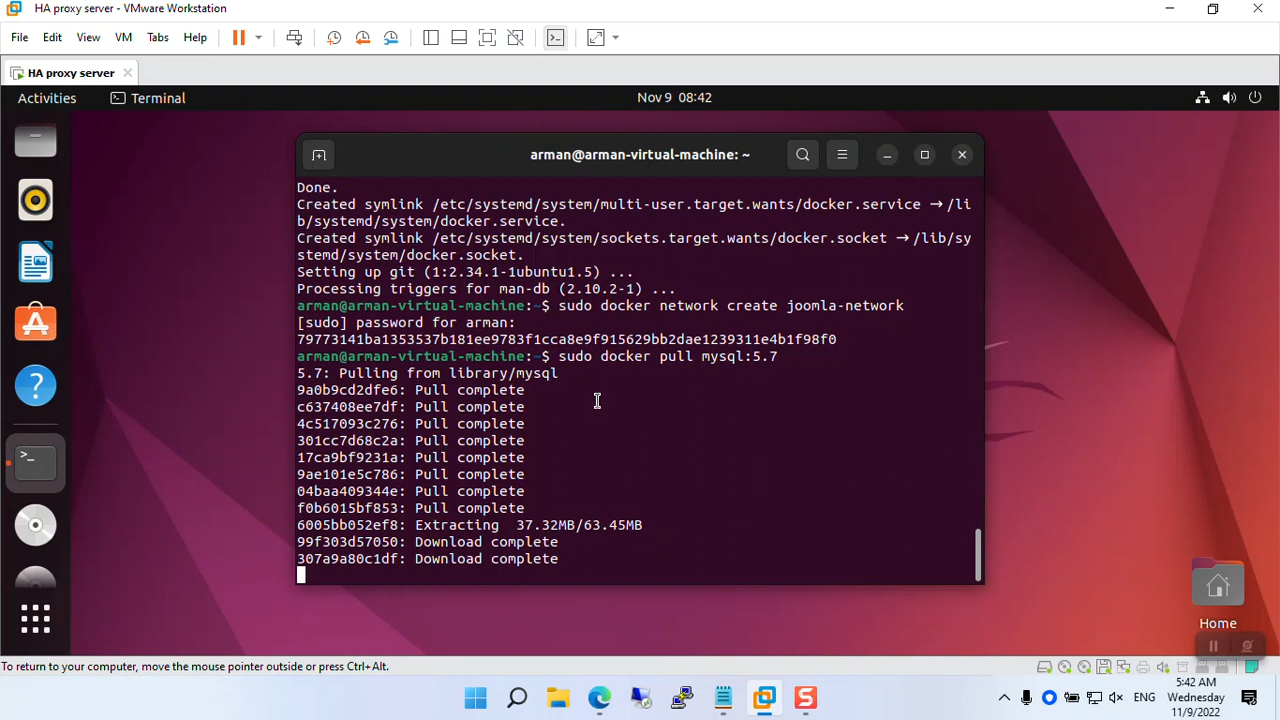 HA proxy server - VMware Workstation
File Edit View VM Tabs Help
HA proxy server
Activities Terminal Nov 9 08:42
arman@arman-virtual-machine: ~
Done.
Created symlink /etc/systemd/system/multi-user.target.wants/docker.service → /li
b/systemd/system/docker.service.
Created symlink /etc/systemd/system/sockets.target.wants/docker.socket → /lib/sy
stemd/system/docker.socket.
Setting up git (1:2.34.1-1ubuntu1.5) ...
Processing triggers for man-db (2.10.2-1) ...
arman@arman-virtual-machine:~$ sudo docker network create joomla-network
[sudo] password for arman:
79773141ba1353537b181ee9783f1cca8e9f915629bb2dae1239311e4b1f98f0
arman@arman-virtual-machine:~$ sudo docker pull mysql:5.7
5.7: Pulling from library/mysql
9a0b9cd2dfe6: Pull complete
c637408ee7df: Pull complete
4c517093c276: Pull complete
301cc7d68c2a: Pull complete
17ca9bf9231a: Pull complete
9ae101e5c786: Pull complete
04baa409344e: Pull complete
f0b6015bf853: Pull complete
6005bb052ef8: Extracting 37.32MB/63.45MB
99f303d57050: Download complete
307a9a80c1df: Download complete
Home
To return to your computer, move the mouse pointer outside or press Ctrl+Alt.
ENG
5:42 AM
Wednesday
11/9/2022